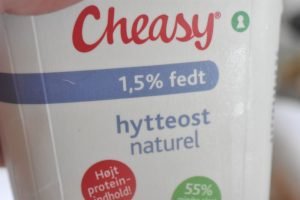 Cheasy®
1,5% fedt
hytteost
naturel
Højt
protein-
indhold!
55%